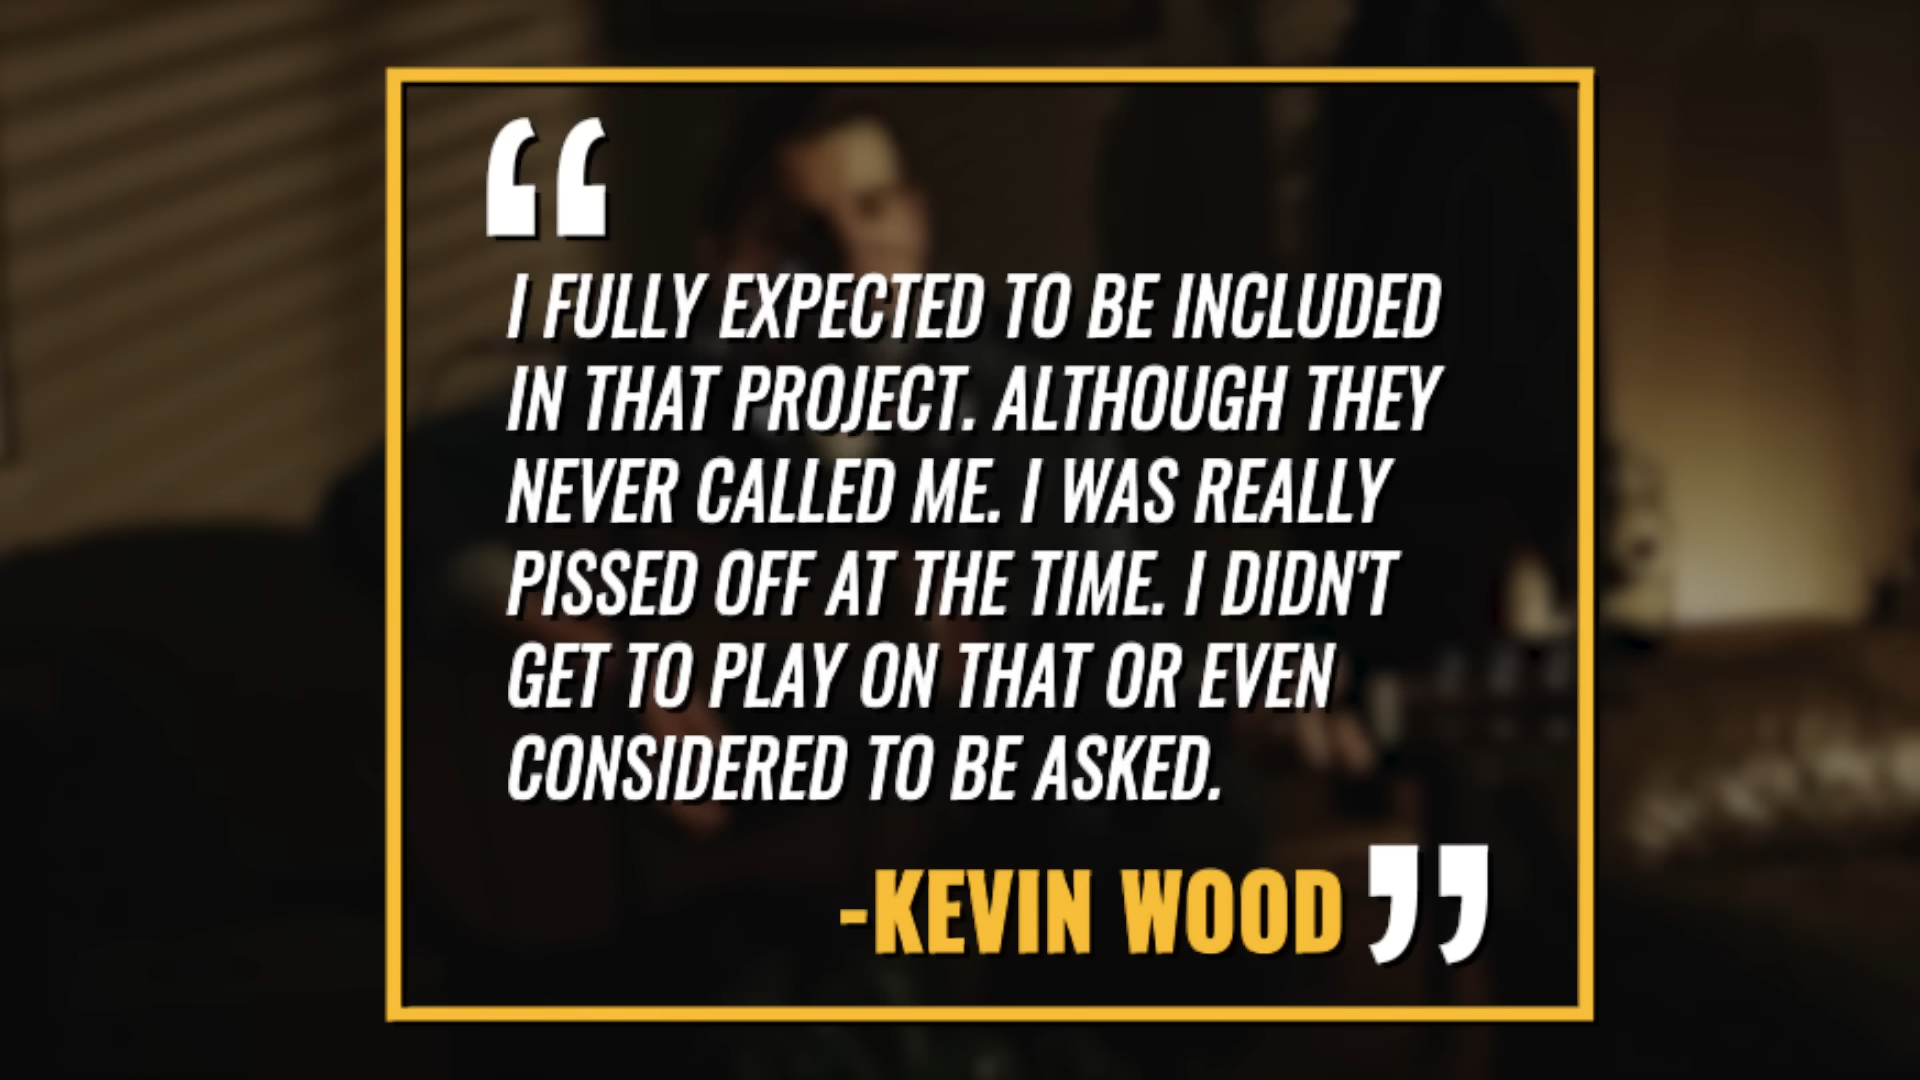 “
I FULLY EXPECTED TO BE INCLUDED
IN THAT PROJECT. ALTHOUGH THEY
NEVER CALLED ME. I WAS REALLY
PISSED OFF AT THE TIME. I DIDN'T
GET TO PLAY ON THAT OR EVEN
CONSIDERED TO BE ASKED.
-KEVIN WOOD ”